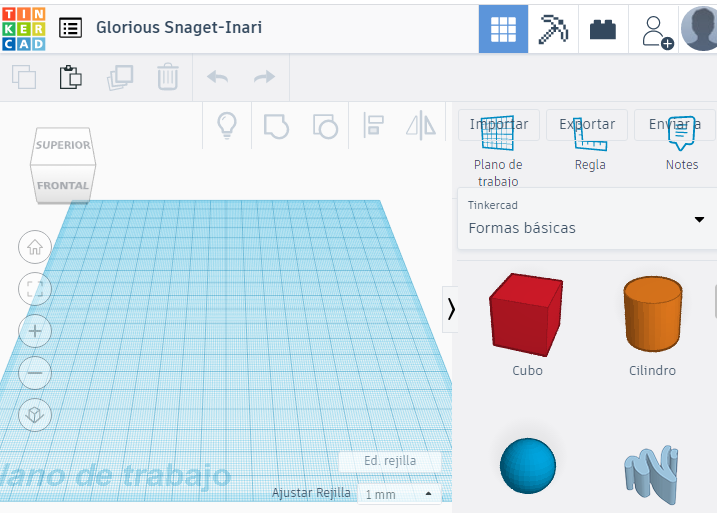 TIN
KER
CAD
Glorious Snaget-Inari
Importar
Exportar
Enviar a
SUPERIOR
FRONTAL
Plano de
trabajo
Regla
Notes
Tinkercad
Formas básicas
Cubo
Cilindro
lano de trabajo
Ed. rejilla
Ajustar Rejilla
1 mm